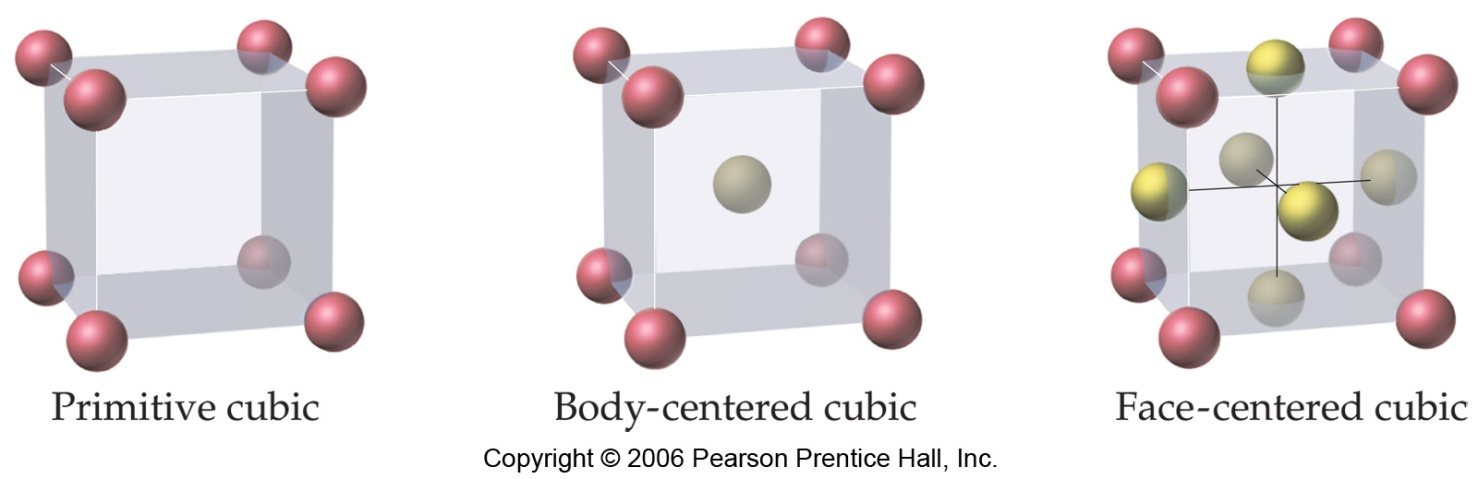 Primitive cubic
Body-centered cubic
Face-centered cubic
Copyright © 2006 Pearson Prentice Hall, Inc.